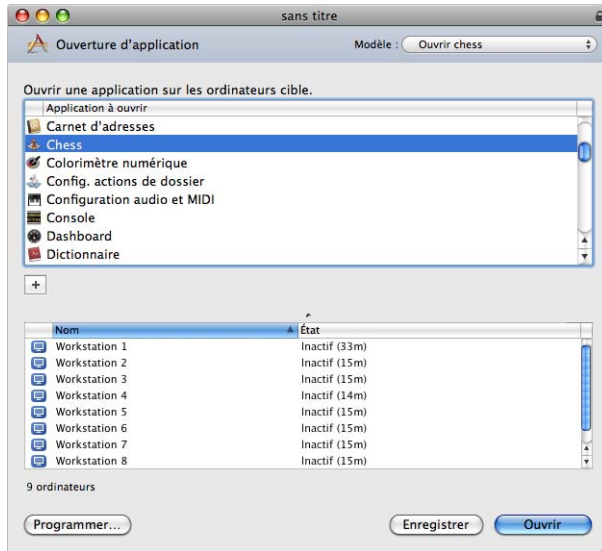 sans titre
Ouverture d'application
Modèle : Ouvrir chess
Ouvrir une application sur les ordinateurs cible.
Application à ouvrir
Carnet d'adresses
Chess
Colorimètre numérique
Config. actions de dossier
Configuration audio et MIDI
Console
Dashboard
Dictionnaire
+
Nom État
Workstation 1 Inactif (33m)
Workstation 2 Inactif (15m)
Workstation 3 Inactif (15m)
Workstation 4 Inactif (14m)
Workstation 5 Inactif (15m)
Workstation 6 Inactif (15m)
Workstation 7 Inactif (15m)
Workstation 8 Inactif (15m)
9 ordinateurs
Programmer... Enregistrer Ouvrir